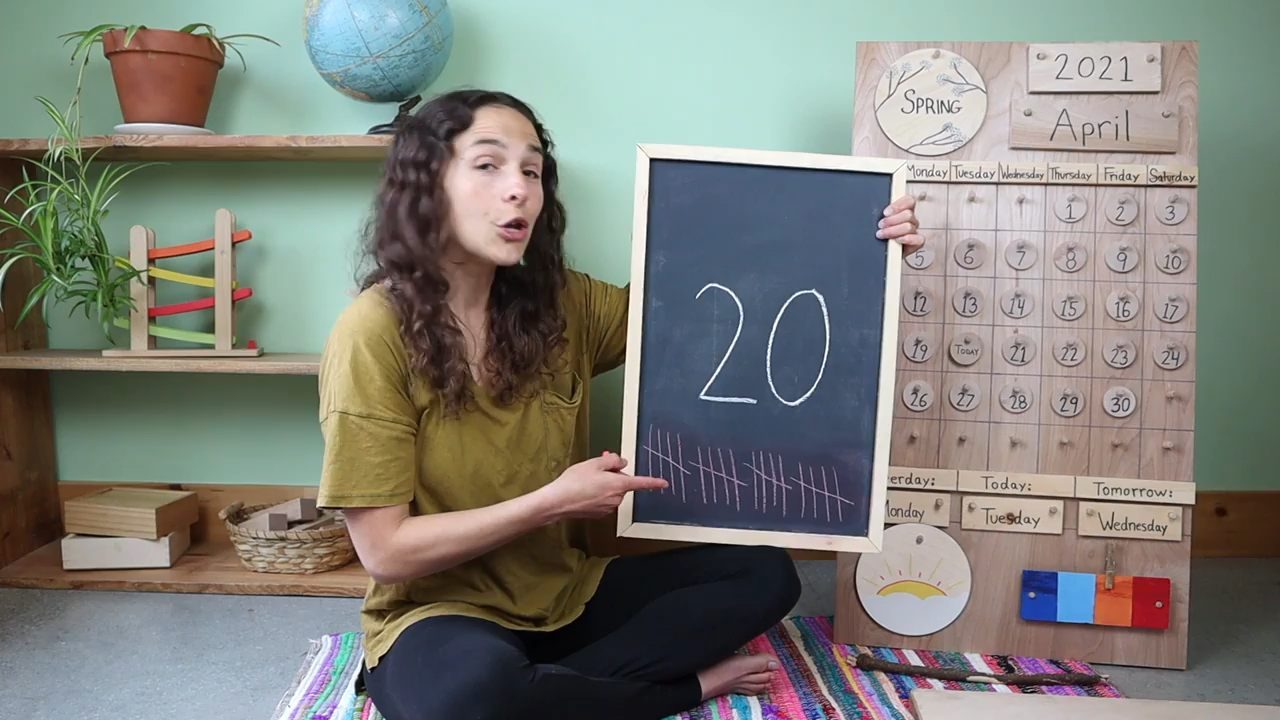 SPRING
2021
April
Monday Tuesday Wednesday Thursday Friday Saturday
1 2 3
5 6 7 8 9 10
12 13 14 15 16 17
19 TODAY 21 22 23 24
26 27 28 29 30
20
erday: Today: Tomorrow:
onday Tuesday Wednesday